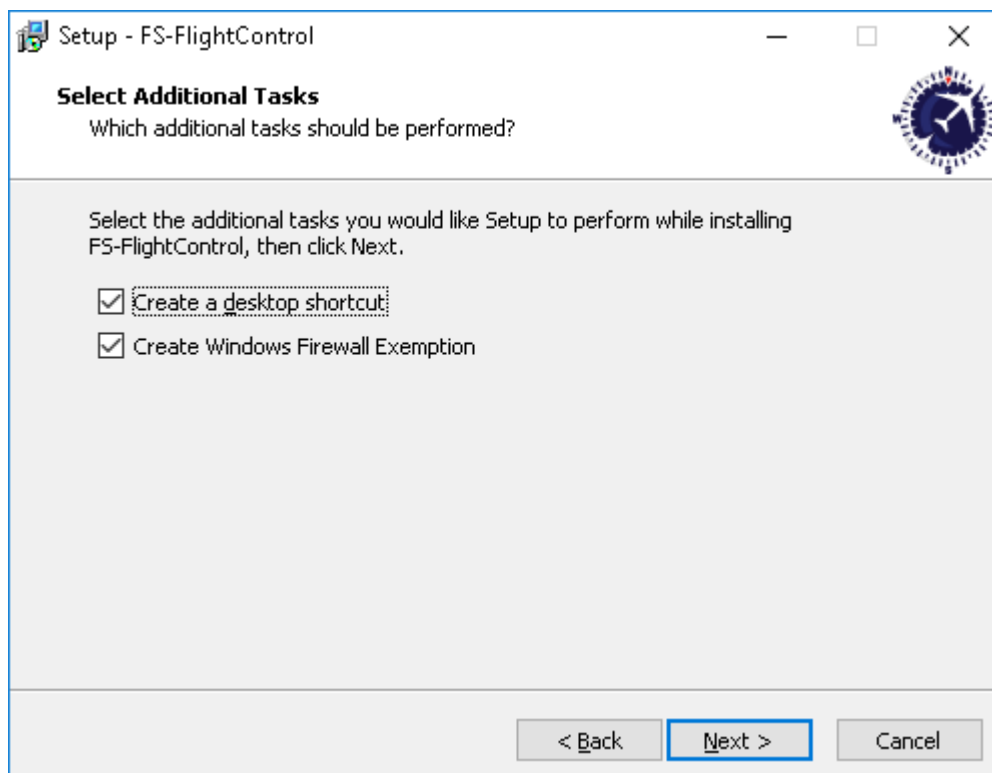 Setup - FS-FlightControl
Select Additional Tasks
Which additional tasks should be performed?
Select the additional tasks you would like Setup to perform while installing
FS-FlightControl, then click Next.
Create a desktop shortcut
Create Windows Firewall Exemption
< Back
Next >
Cancel